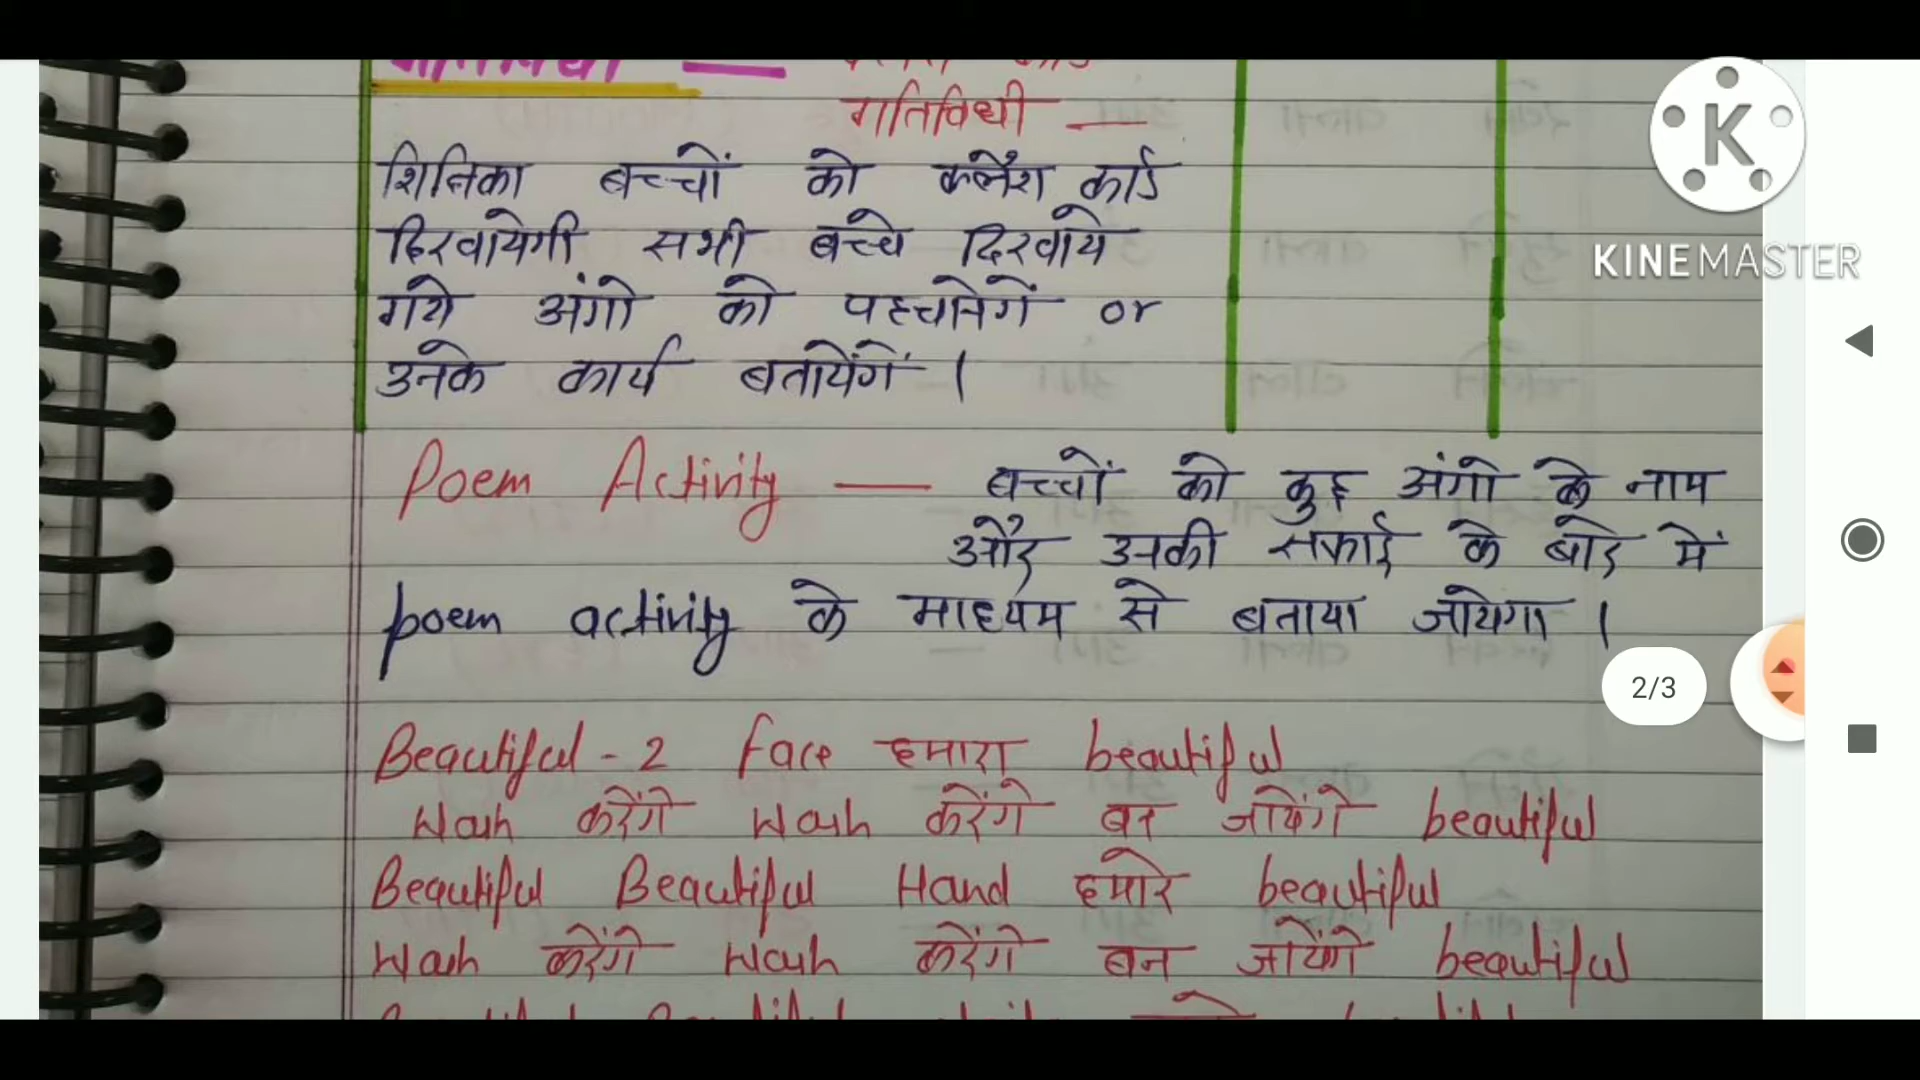 गतिविधी —
शिक्षिका बच्चों को फ्लैश कार्ड
दिखायेगी सभी बच्चे दिखाये
गये अंगो को पहचानेगें or
उनके कार्य बतायेंगें ।
Poem Activity — बच्चों को कुछ अंगो के नाम
और उनकी सफाई के बारे में
poem activity के माध्यम से बताया जायेगा ।
Beautiful - 2 face हमारा beautiful
Wash करेंगे Wash करेंगे बन जायेंगे beautiful
Beautiful Beautiful Hand हमारे beautiful
Wash करेंगे Wash करेंगे बन जायेंगे beautiful
KINEMASTER
2/3